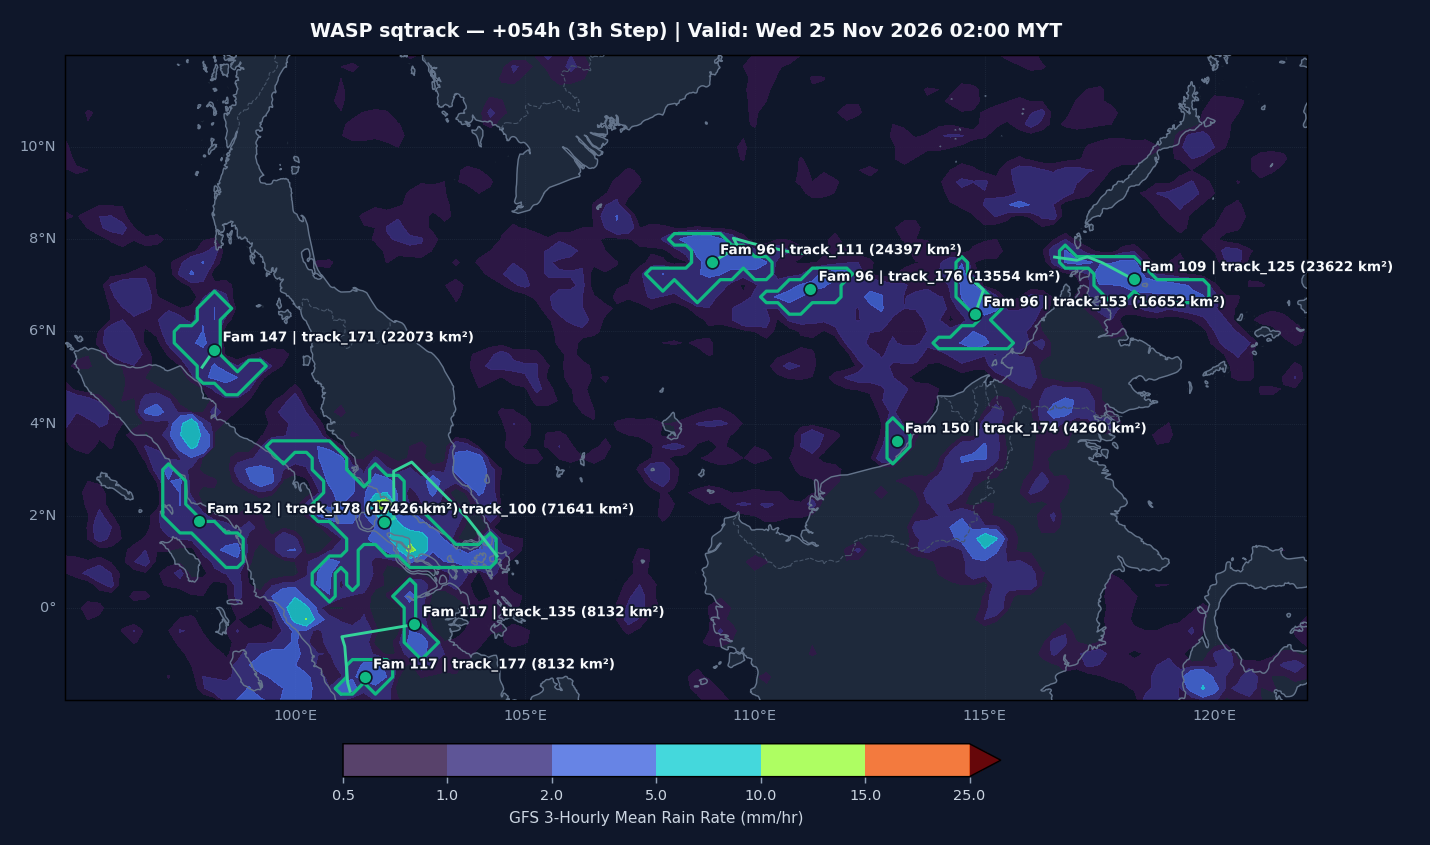 WASP sqtrack — +054h (3h Step) | Valid: Wed 25 Nov 2026 02:00 MYT
10°N
8°N
6°N
4°N
2°N
0°
Fam 96 | track_111 (24397 km²)
Fam 109 | track_125 (23622 km²)
Fam 96 | track_176 (13554 km²)
Fam 96 | track_153 (16652 km²)
Fam 147 | track_171 (22073 km²)
Fam 150 | track_174 (4260 km²)
Fam 152 | track_178 (17426 km²)
track_100 (71641 km²)
Fam 117 | track_135 (8132 km²)
Fam 117 | track_177 (8132 km²)
100°E 105°E 110°E 115°E 120°E
0.5 1.0 2.0 5.0 10.0 15.0 25.0
GFS 3-Hourly Mean Rain Rate (mm/hr)